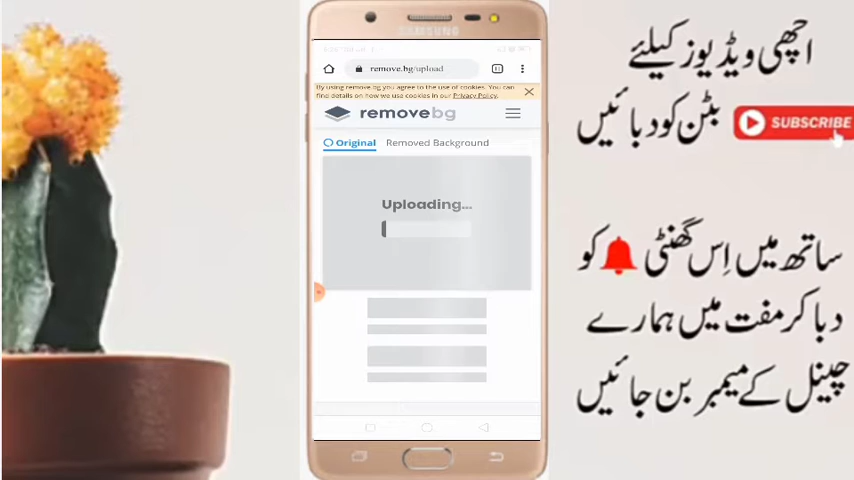 SAMSUNG
remove.bg/upload
By using remove.bg you agree to the use of cookies. You can
find details on how we use cookies in our Privacy Policy.
removebg
Original Removed Background
Uploading...
اچھی ویڈیوز کیلئے
بٹن کو دبائیں SUBSCRIBE
ساتھ میں اِس گھنٹی کو
دبا کر مفت میں ہمارے
چینل کے میمبر بن جائیں